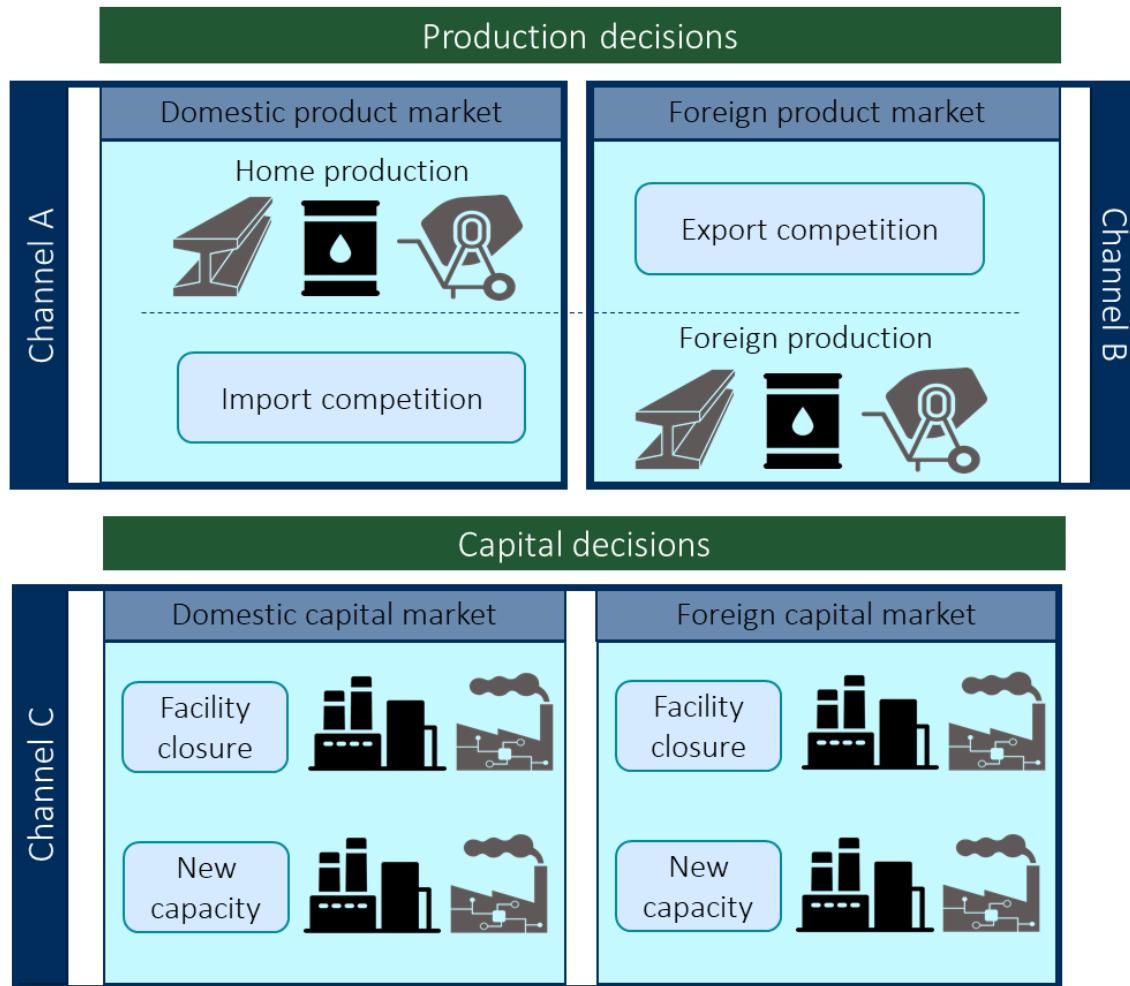 Production decisions
Channel A
Domestic product market
Home production
Import competition
Foreign product market
Export competition
Foreign production
Channel B
Capital decisions
Channel C
Domestic capital market
Facility
closure
New
capacity
Foreign capital market
Facility
closure
New
capacity